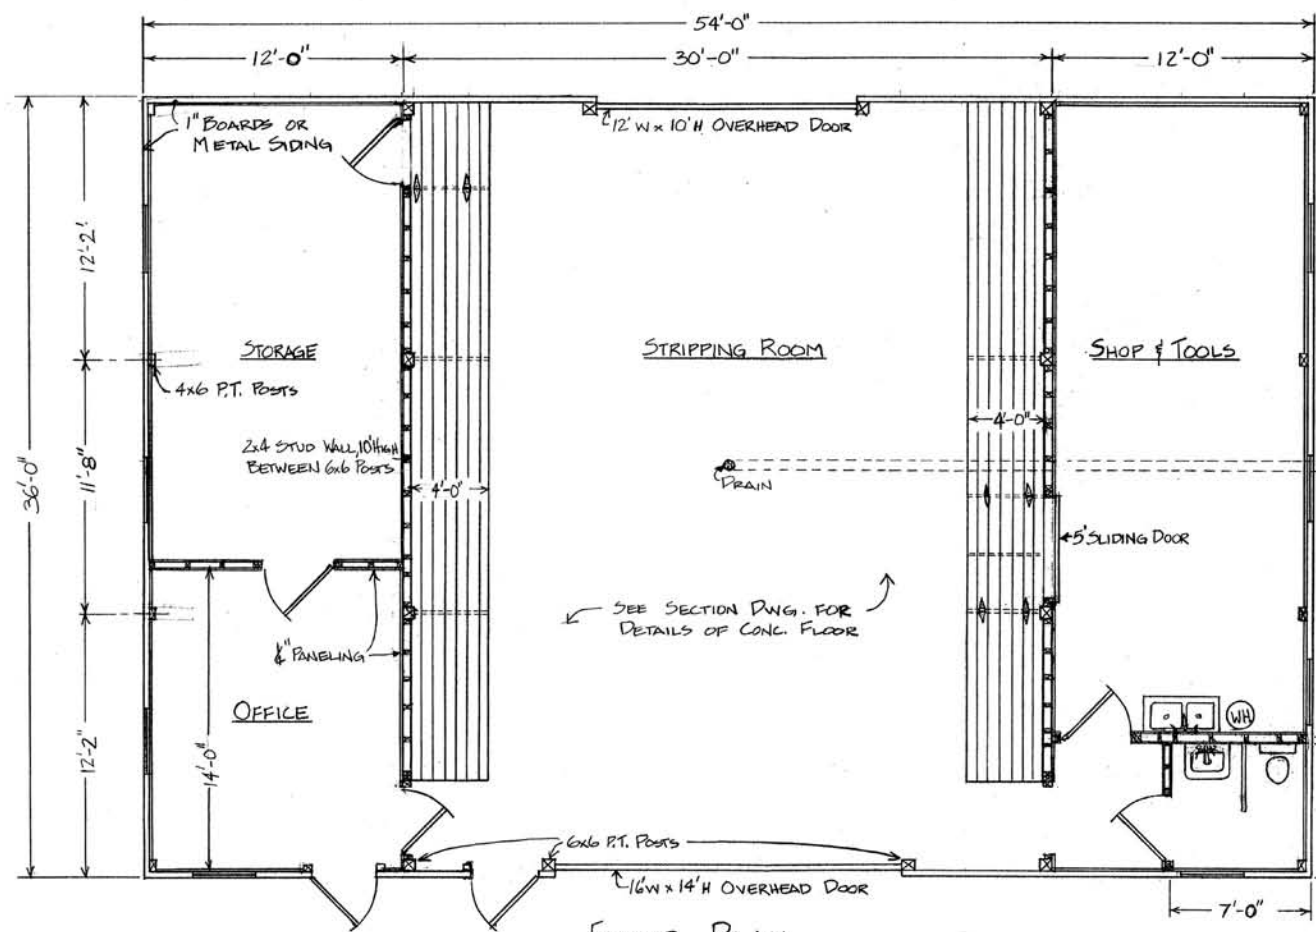 54'-0"
12'-0"
30'-0"
12'-0"
1" BOARDS OR
METAL SIDING
12'W x 10'H OVERHEAD DOOR
12'-2"
STORAGE
STRIPPING ROOM
SHOP & TOOLS
4x6 P.T. POSTS
2x4 STUD WALL, 10' HIGH
BETWEEN 6x6 POSTS
4'-0"
4'-0"
36'-0"
11'-8"
DRAIN
5' SLIDING DOOR
SEE SECTION DWG. FOR
DETAILS OF CONC. FLOOR
¼" PANELING
OFFICE
WH
14'-0"
12'-2"
6x6 P.T. POSTS
16'W x 14'H OVERHEAD DOOR
7'-0"